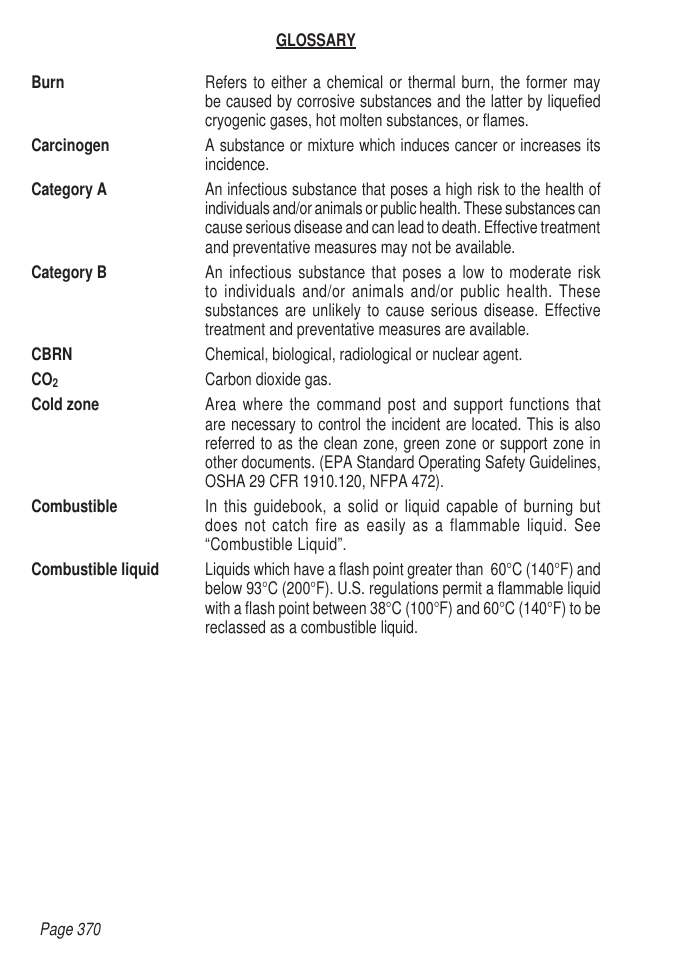 GLOSSARY
Burn Refers to either a chemical or thermal burn, the former may
be caused by corrosive substances and the latter by liquefied
cryogenic gases, hot molten substances, or flames.
Carcinogen A substance or mixture which induces cancer or increases its
incidence.
Category A An infectious substance that poses a high risk to the health of
individuals and/or animals or public health. These substances can
cause serious disease and can lead to death. Effective treatment
and preventative measures may not be available.
Category B An infectious substance that poses a low to moderate risk
to individuals and/or animals and/or public health. These
substances are unlikely to cause serious disease. Effective
treatment and preventative measures are available.
CBRN Chemical, biological, radiological or nuclear agent.
CO₂ Carbon dioxide gas.
Cold zone Area where the command post and support functions that
are necessary to control the incident are located. This is also
referred to as the clean zone, green zone or support zone in
other documents. (EPA Standard Operating Safety Guidelines,
OSHA 29 CFR 1910.120, NFPA 472).
Combustible In this guidebook, a solid or liquid capable of burning but
does not catch fire as easily as a flammable liquid. See
“Combustible Liquid”.
Combustible liquid Liquids which have a flash point greater than 60°C (140°F) and
below 93°C (200°F). U.S. regulations permit a flammable liquid
with a flash point between 38°C (100°F) and 60°C (140°F) to be
reclassed as a combustible liquid.
Page 370